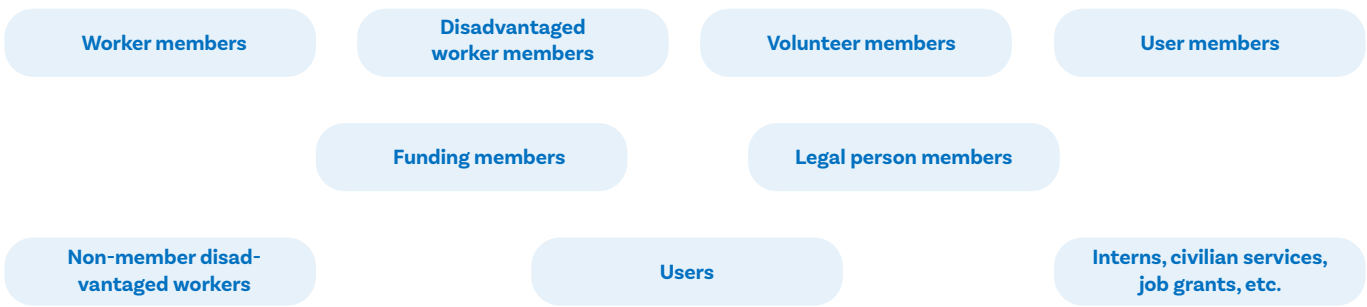 Worker members
Disadvantaged
worker members
Volunteer members
User members
Funding members
Legal person members
Non-member disad-
vantaged workers
Users
Interns, civilian services,
job grants, etc.